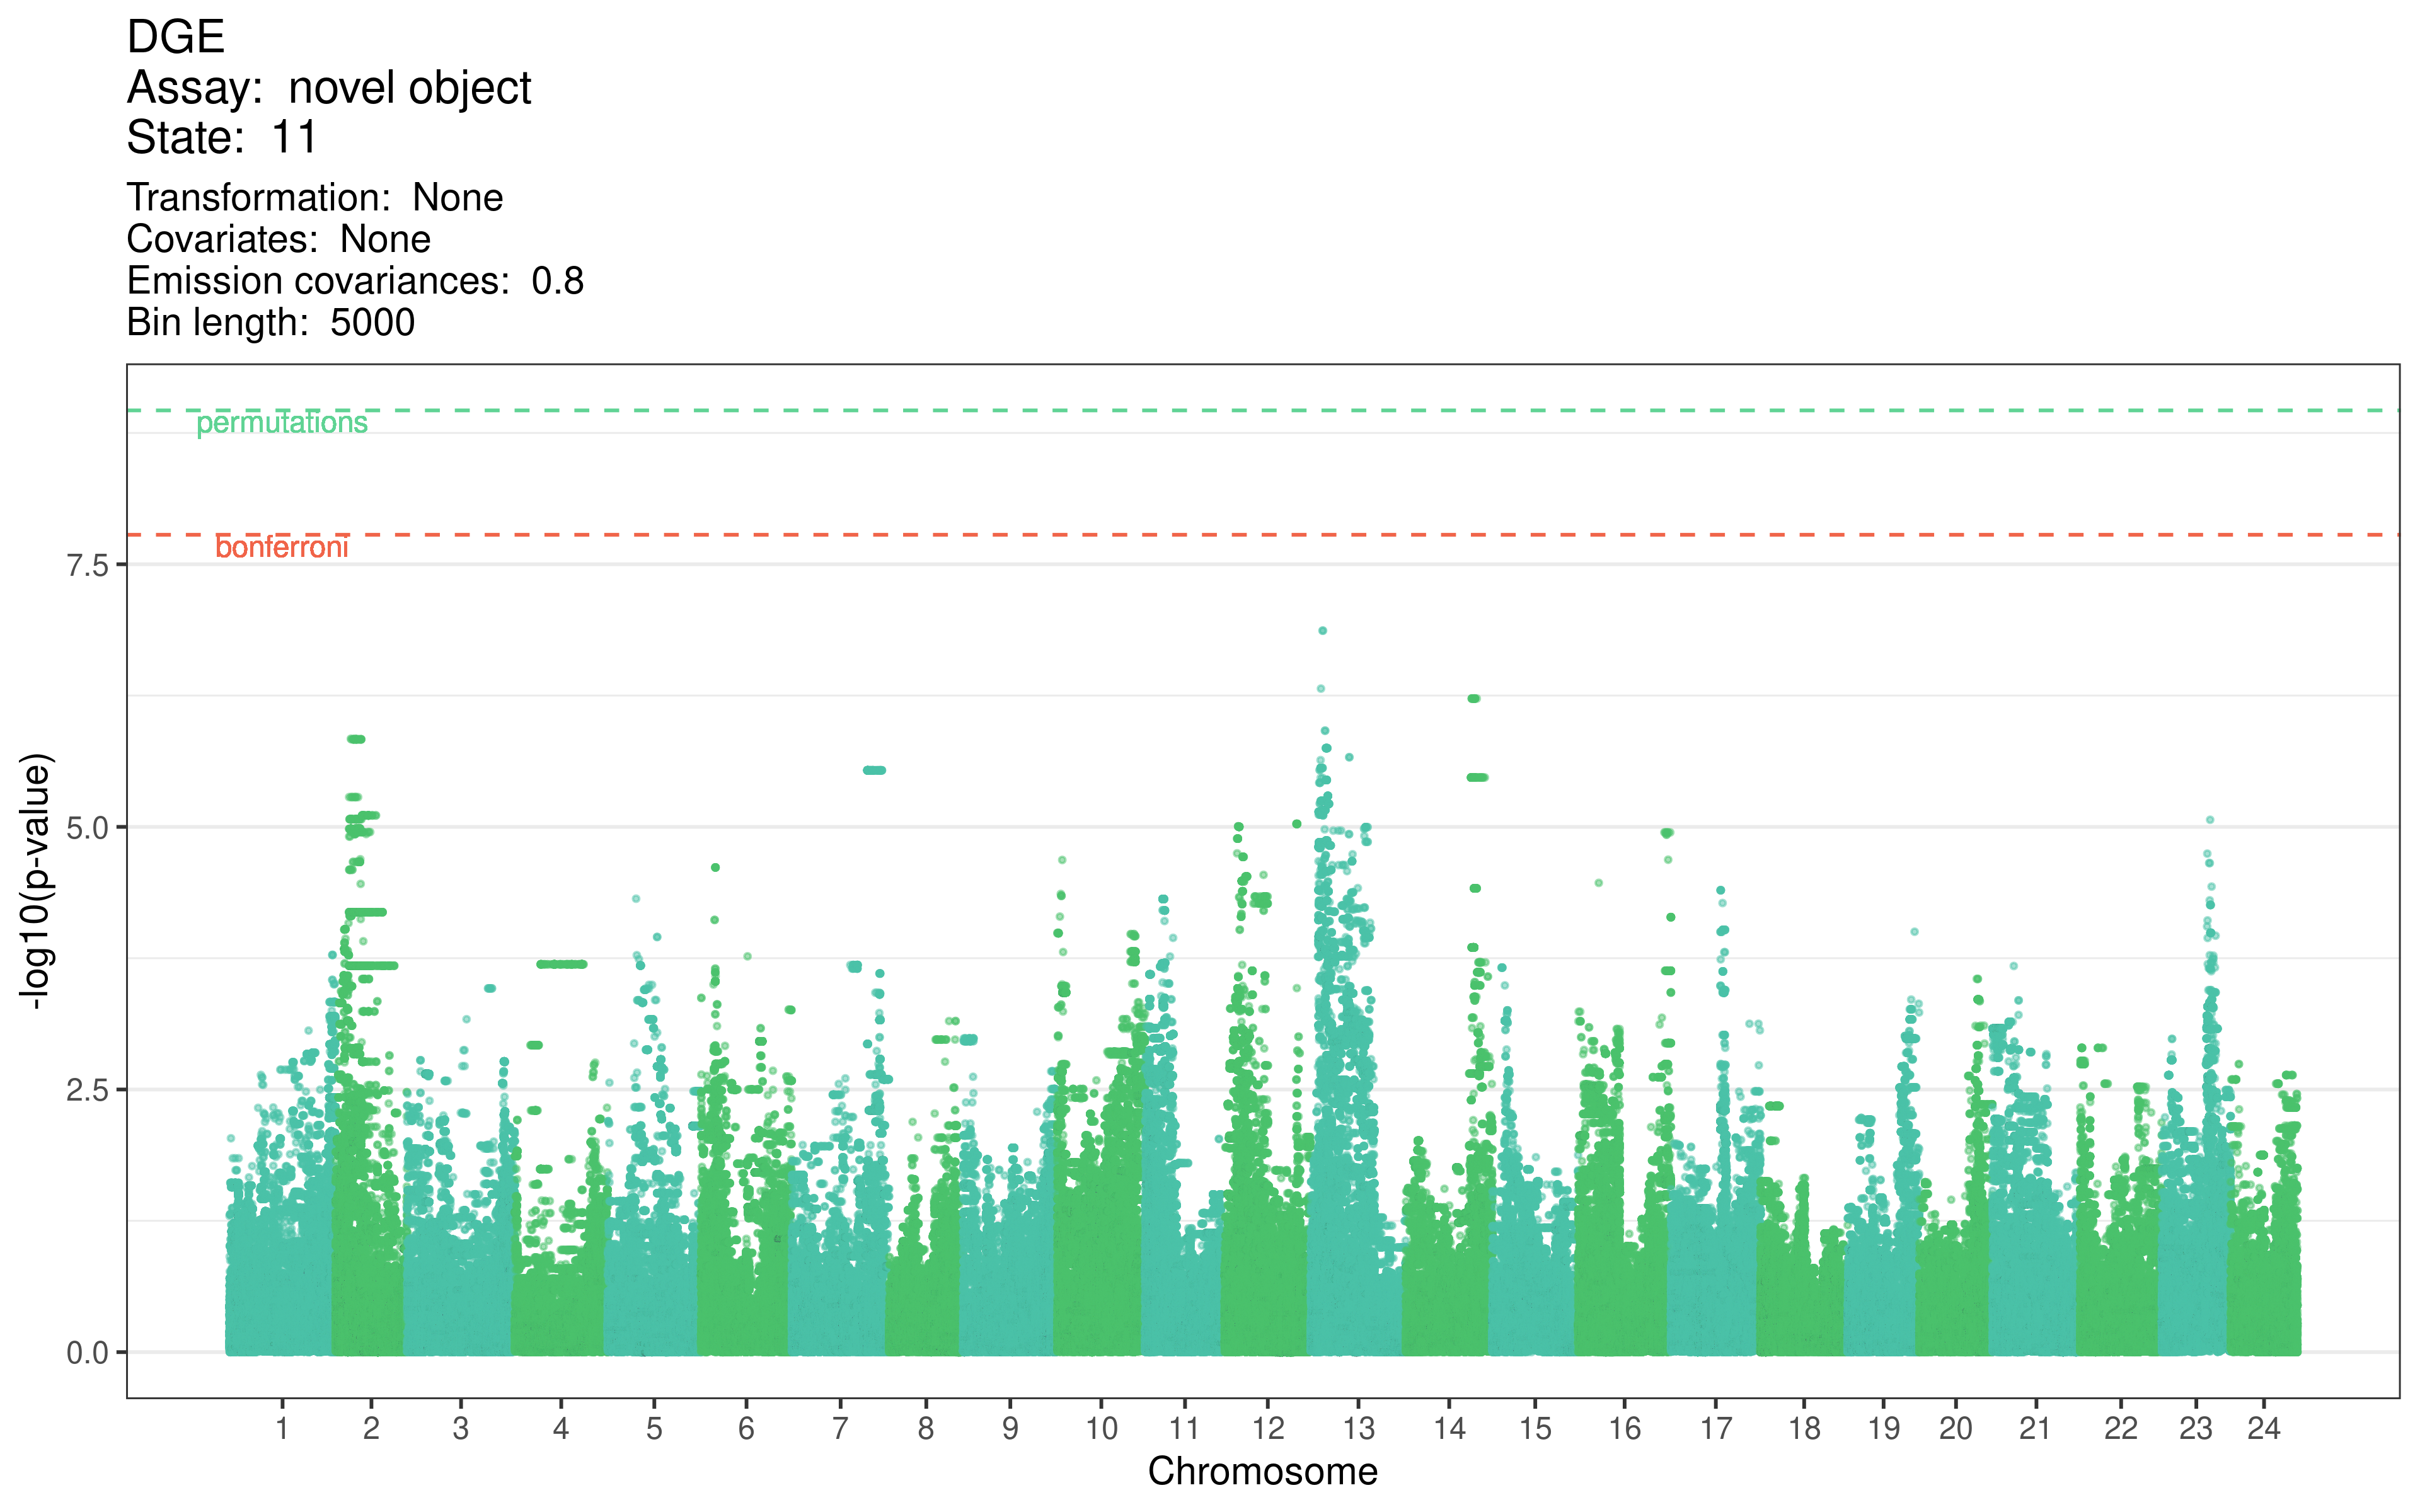 DGE
Assay: novel object
State: 11
Transformation: None
Covariates: None
Emission covariances: 0.8
Bin length: 5000
permutations
bonferroni
7.5
5.0
2.5
0.0
-log10(p-value)
1 2 3 4 5 6 7 8 9 10 11 12 13 14 15 16 17 18 19 20 21 22 23 24
Chromosome